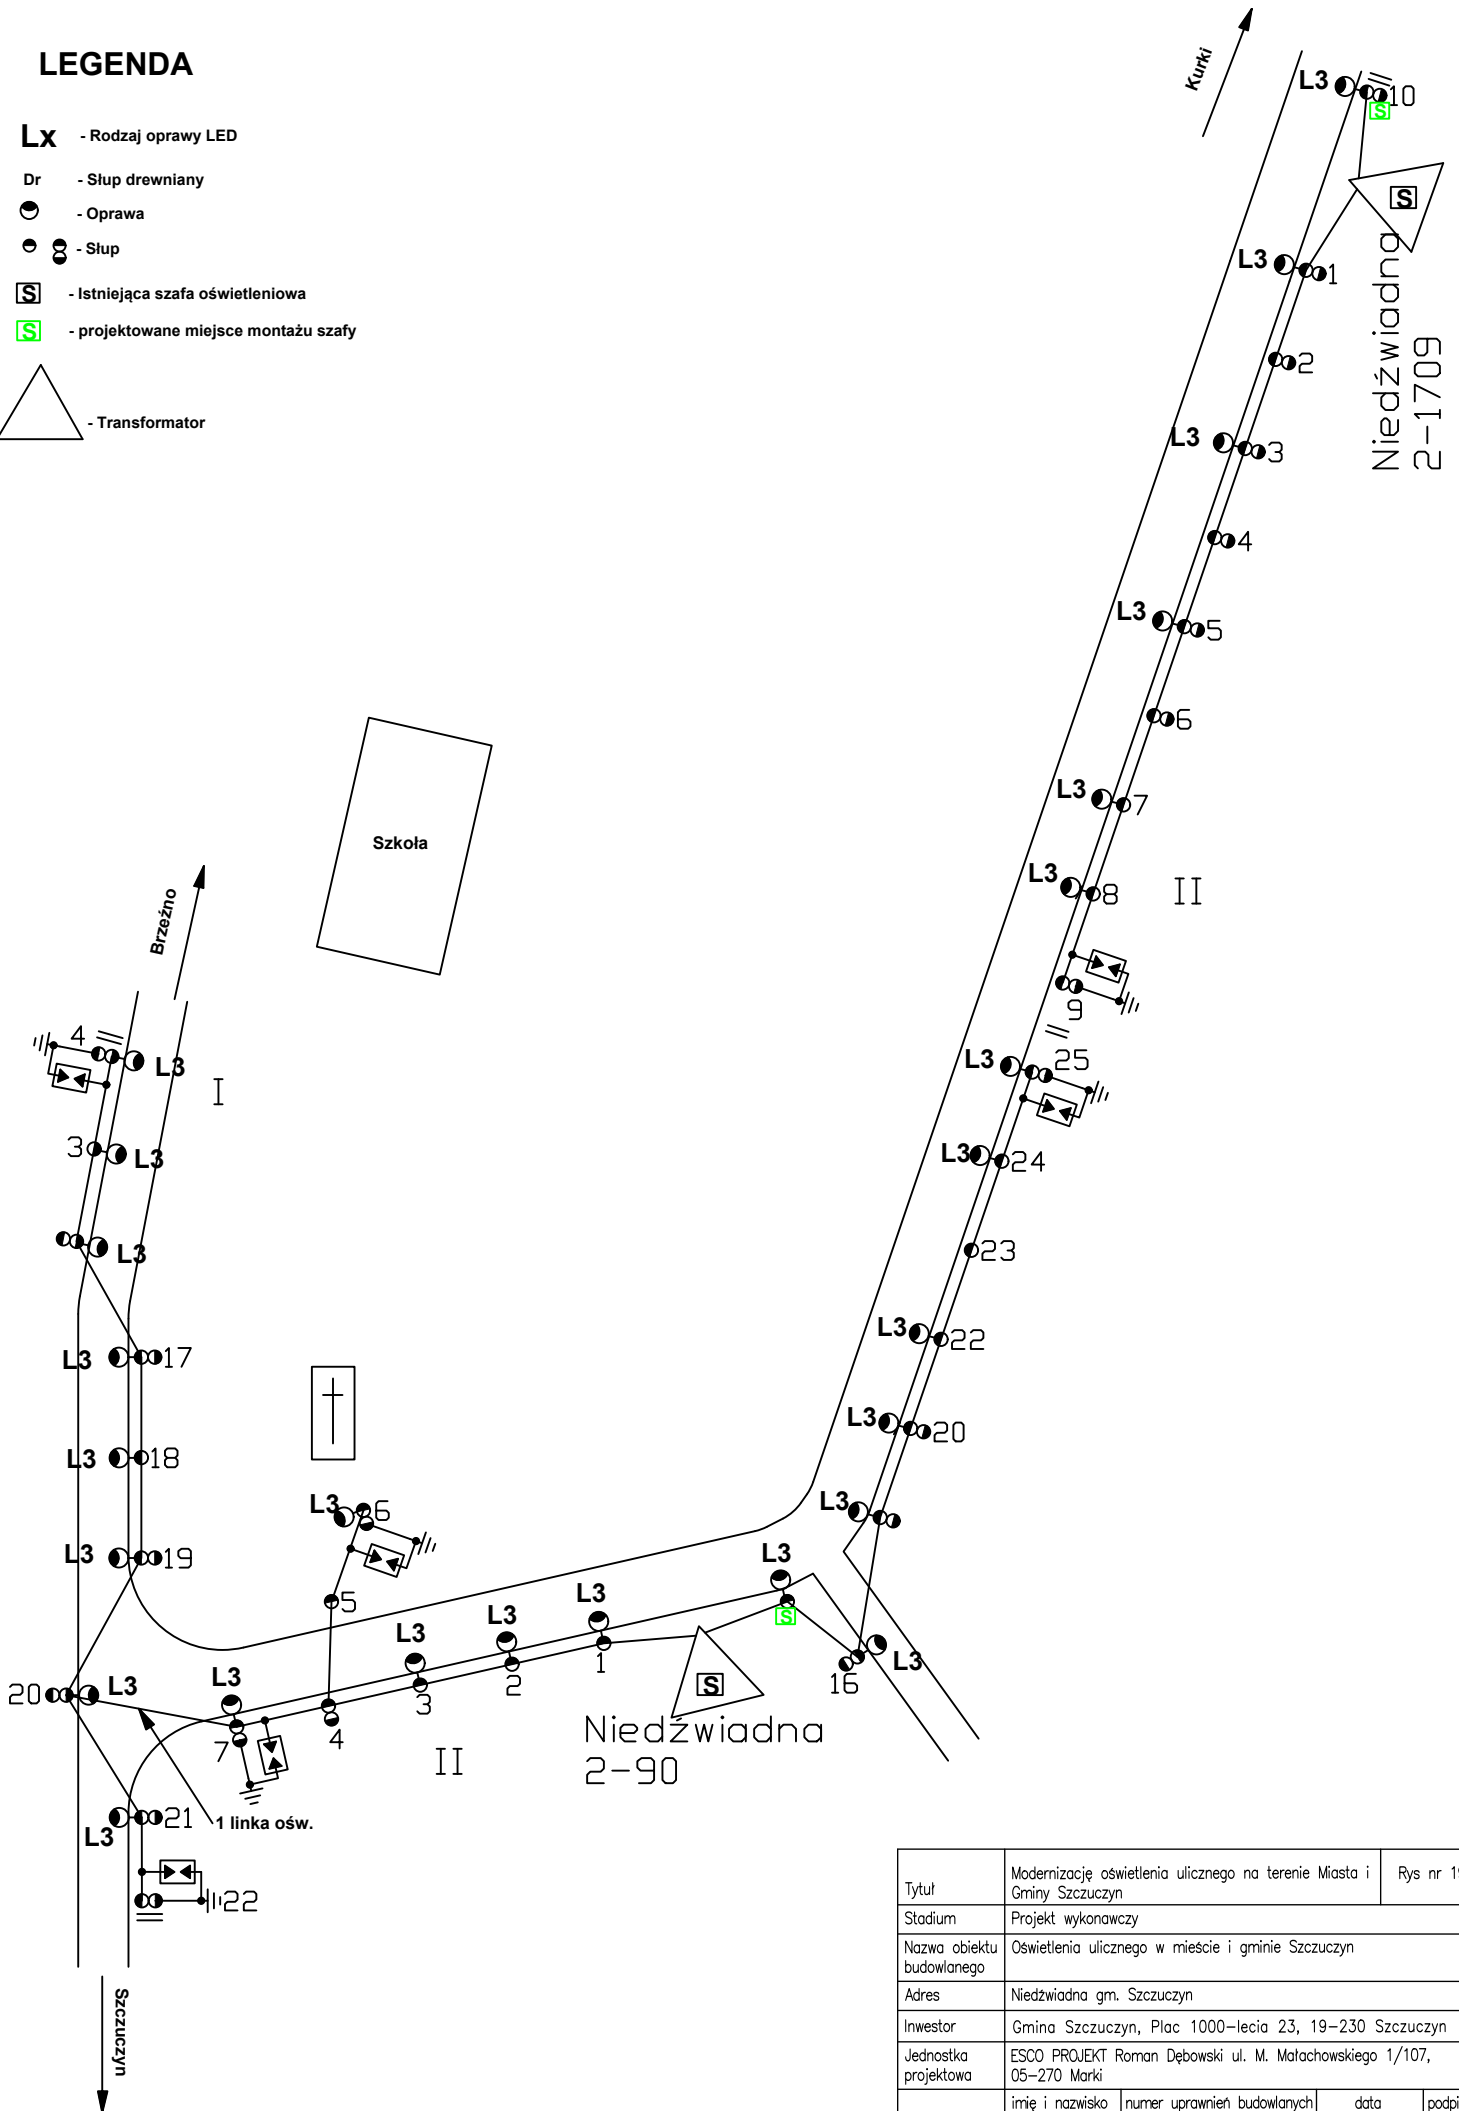 LEGENDA
Lx - Rodzaj oprawy LED
Dr - Słup drewniany
- Oprawa
- Słup
S - Istniejąca szafa oświetleniowa
S - projektowane miejsce montażu szafy
- Transformator
Kurki
L3 10
S
S
L3 1
Niedźwiadna
2-1709
2
L3 3
4
L3 5
6
L3 7
L3 8
II
9
L3 25
L3 24
23
L3 22
L3 20
L3
Szkoła
Brzeźno
4 L3
I
3 L3
L3
L3 17
L3 18
L3 19
L3 6
5
L3
S
L3 1
L3 2
L3 3
4
L3 7
16 L3
S
Niedźwiadna
2-90
II
20 L3
1 linka ośw.
L3 21
22
Szczuczyn
Tytuł Modernizację oświetlenia ulicznego na terenie Miasta i Rys nr
Gminy Szczuczyn
Stadium Projekt wykonawczy
Nazwa obiektu Oświetlenia ulicznego w mieście i gminie Szczuczyn
budowlanego
Adres Niedźwiadna gm. Szczuczyn
Inwestor Gmina Szczuczyn, Plac 1000-lecia 23, 19-230 Szczuczyn
Jednostka ESCO PROJEKT Roman Dębowski ul. M. Małachowskiego 1/107,
projektowa 05-270 Marki
imię i nazwisko numer uprawnień budowlanych data